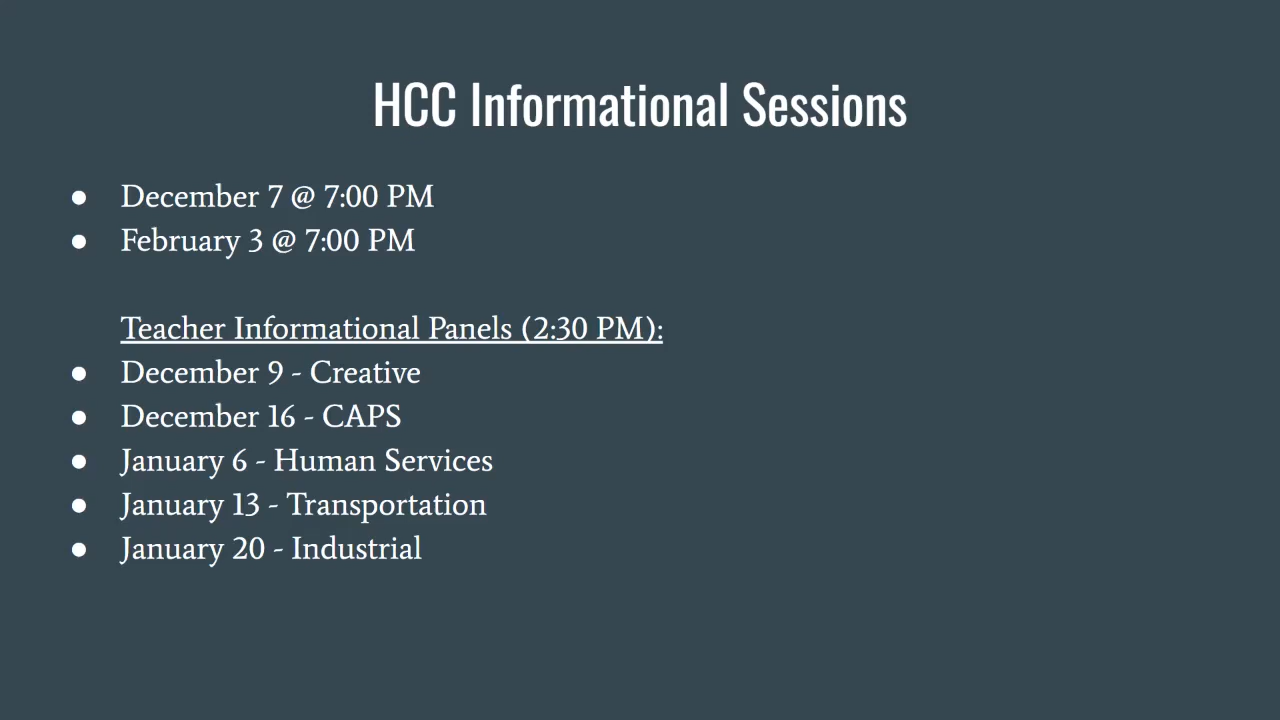 HCC Informational Sessions
● December 7 @ 7:00 PM
● February 3 @ 7:00 PM
Teacher Informational Panels (2:30 PM):
● December 9 - Creative
● December 16 - CAPS
● January 6 - Human Services
● January 13 - Transportation
● January 20 - Industrial